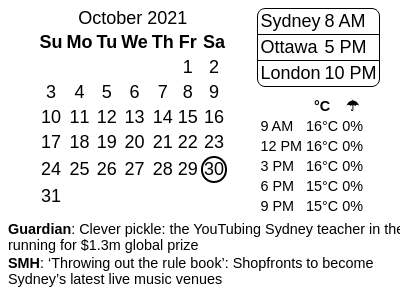 October 2021
Su Mo Tu We Th Fr Sa
1 2
3 4 5 6 7 8 9
10 11 12 13 14 15 16
17 18 19 20 21 22 23
24 25 26 27 28 29 30
31
Sydney 8 AM
Ottawa 5 PM
London 10 PM
°C ☂
9 AM 16°C 0%
12 PM 16°C 0%
3 PM 16°C 0%
6 PM 15°C 0%
9 PM 15°C 0%
Guardian: Clever pickle: the YouTubing Sydney teacher in the
running for $1.3m global prize
SMH: ‘Throwing out the rule book’: Shopfronts to become
Sydney’s latest live music venues